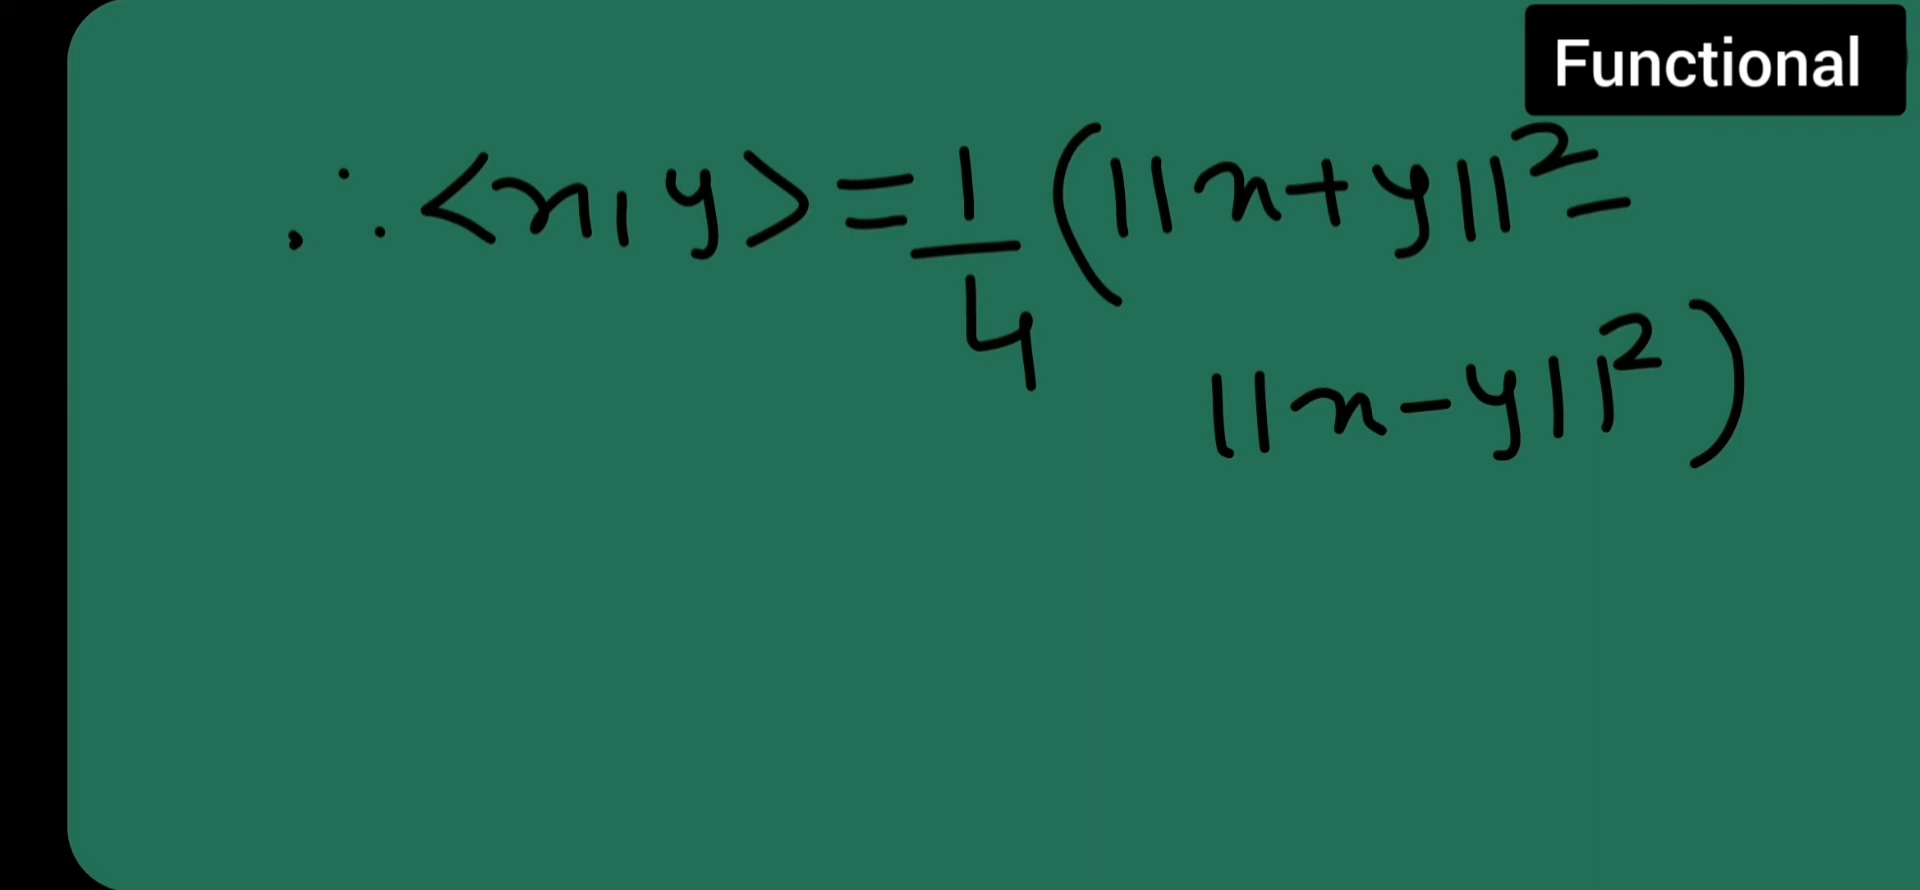 Functional
∴ <x, y> = 1/4 (||x+y||² –
||x-y||²)